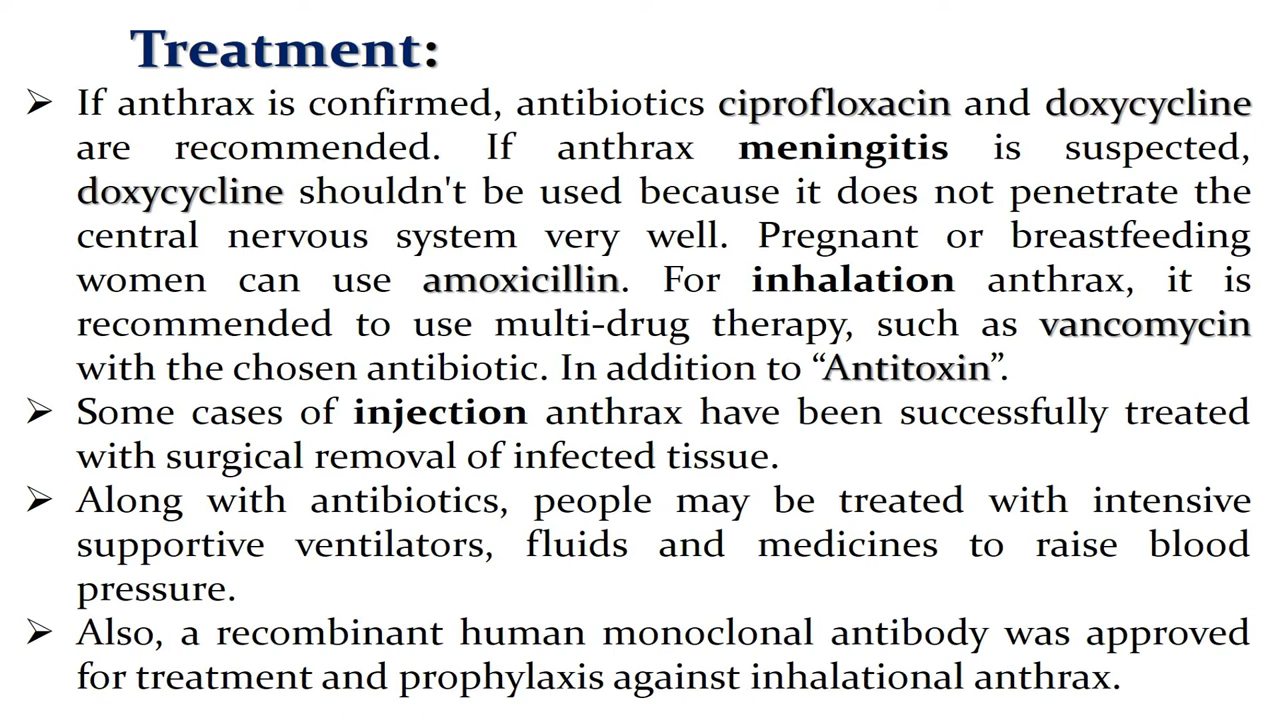 Treatment:
➢ If anthrax is confirmed, antibiotics ciprofloxacin and doxycycline
are recommended. If anthrax meningitis is suspected,
doxycycline shouldn't be used because it does not penetrate the
central nervous system very well. Pregnant or breastfeeding
women can use amoxicillin. For inhalation anthrax, it is
recommended to use multi-drug therapy, such as vancomycin
with the chosen antibiotic. In addition to “Antitoxin”.
➢ Some cases of injection anthrax have been successfully treated
with surgical removal of infected tissue.
➢ Along with antibiotics, people may be treated with intensive
supportive ventilators, fluids and medicines to raise blood
pressure.
➢ Also, a recombinant human monoclonal antibody was approved
for treatment and prophylaxis against inhalational anthrax.